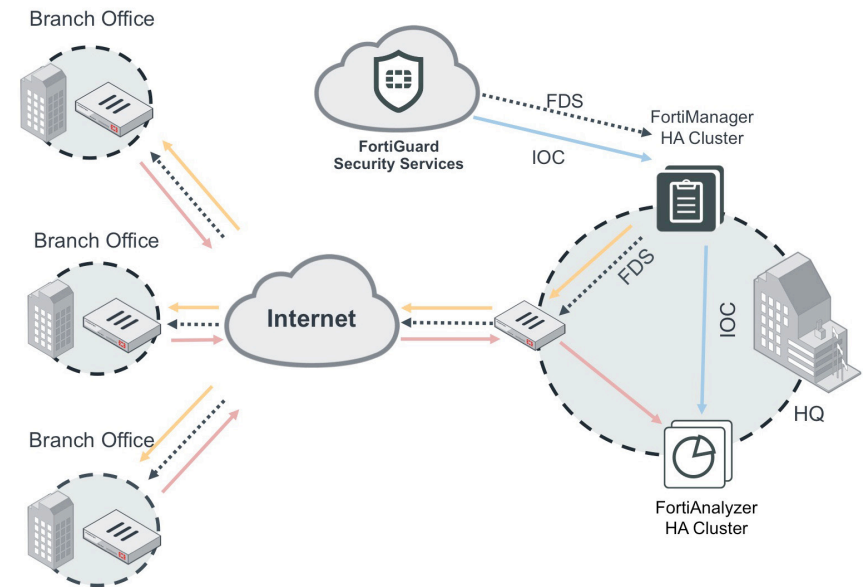 Branch Office
FDS
FortiManager
HA Cluster
FortiGuard
Security Services
IOC
Branch Office
FDS
Internet
IOC
HQ
Branch Office
FortiAnalyzer
HA Cluster